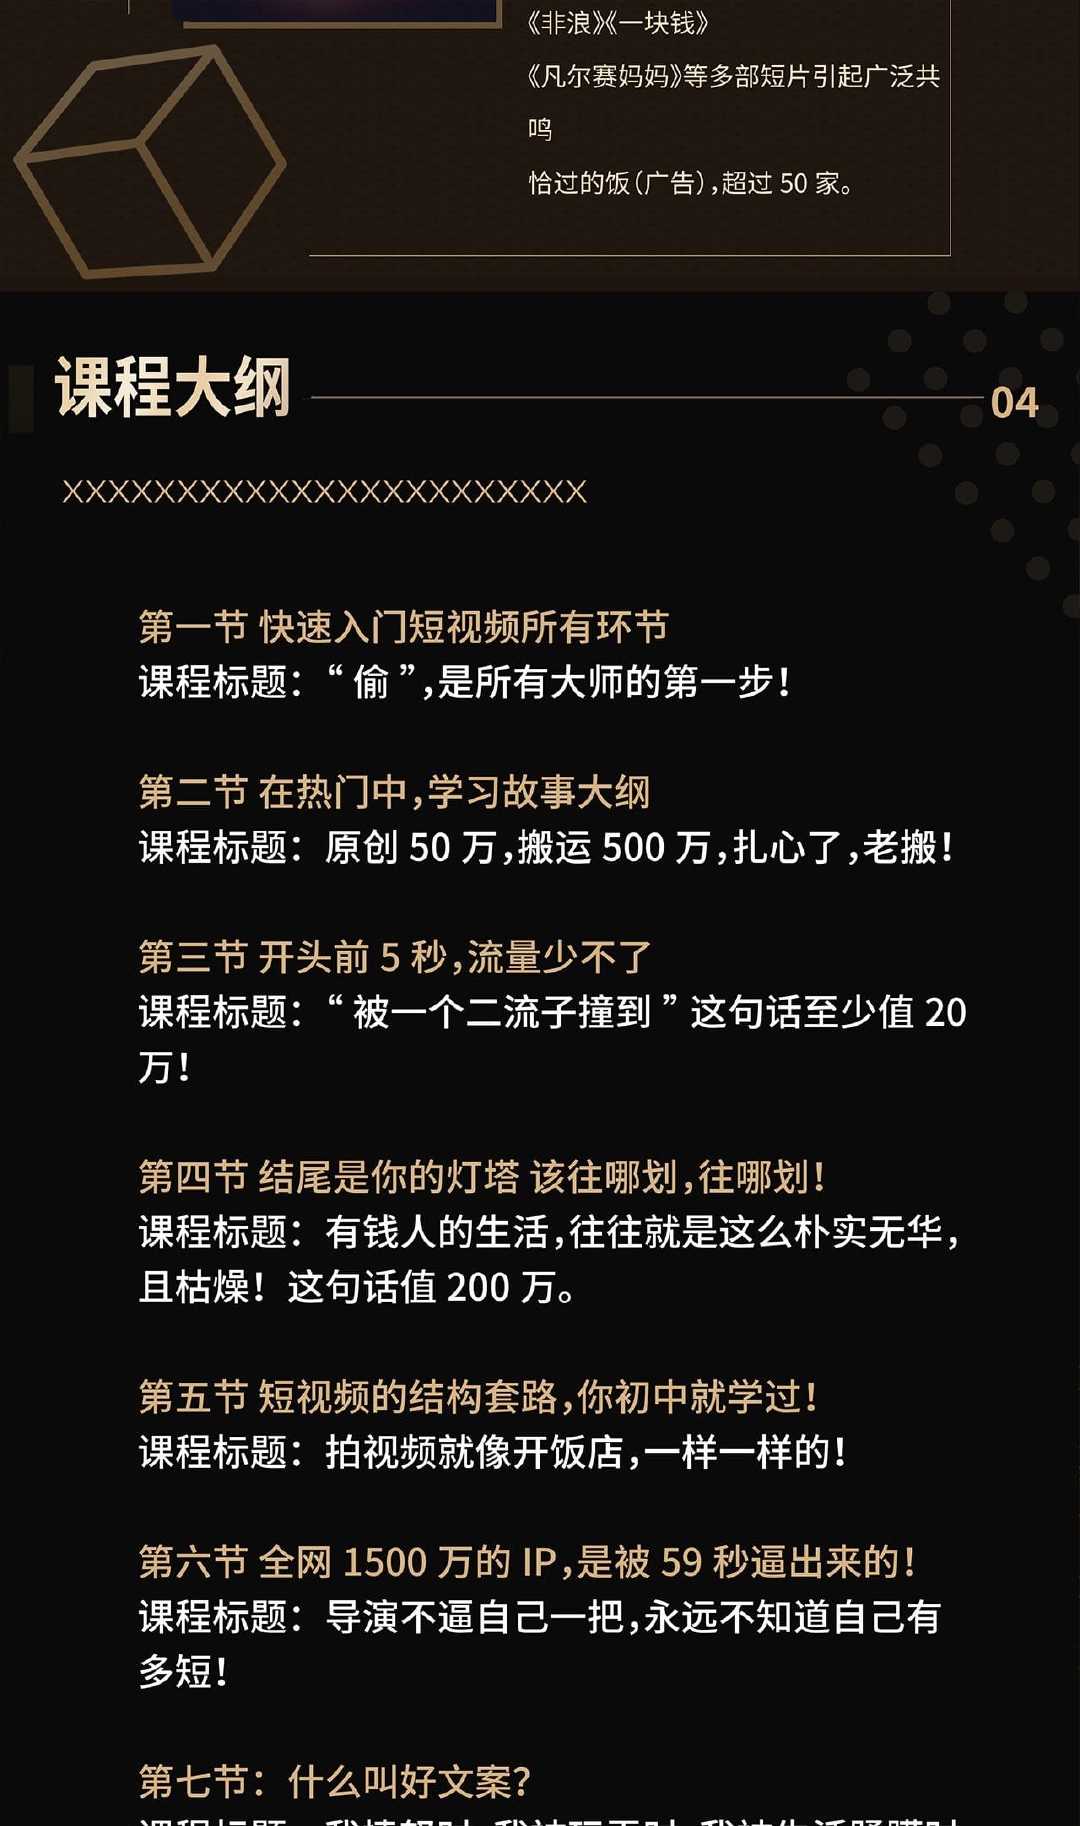 《非浪》《一块钱》
《凡尔赛妈妈》等多部短片引起广泛共
鸣
恰过的饭（广告），超过 50 家。
课程大纲
04
XXXXXXXXXXXXXXXXXXXXXXX
第一节 快速入门短视频所有环节
课程标题：“ 偷 ”，是所有大师的第一步！
第二节 在热门中，学习故事大纲
课程标题：原创 50 万，搬运 500 万，扎心了，老搬！
第三节 开头前 5 秒，流量少不了
课程标题：“ 被一个二流子撞到 ” 这句话至少值 20
万！
第四节 结尾是你的灯塔 该往哪划，往哪划！
课程标题：有钱人的生活，往往就是这么朴实无华，
且枯燥！这句话值 200 万。
第五节 短视频的结构套路，你初中就学过！
课程标题：拍视频就像开饭店，一样一样的！
第六节 全网 1500 万的 IP，是被 59 秒逼出来的！
课程标题：导演不逼自己一把，永远不知道自己有
多短！
第七节：什么叫好文案？